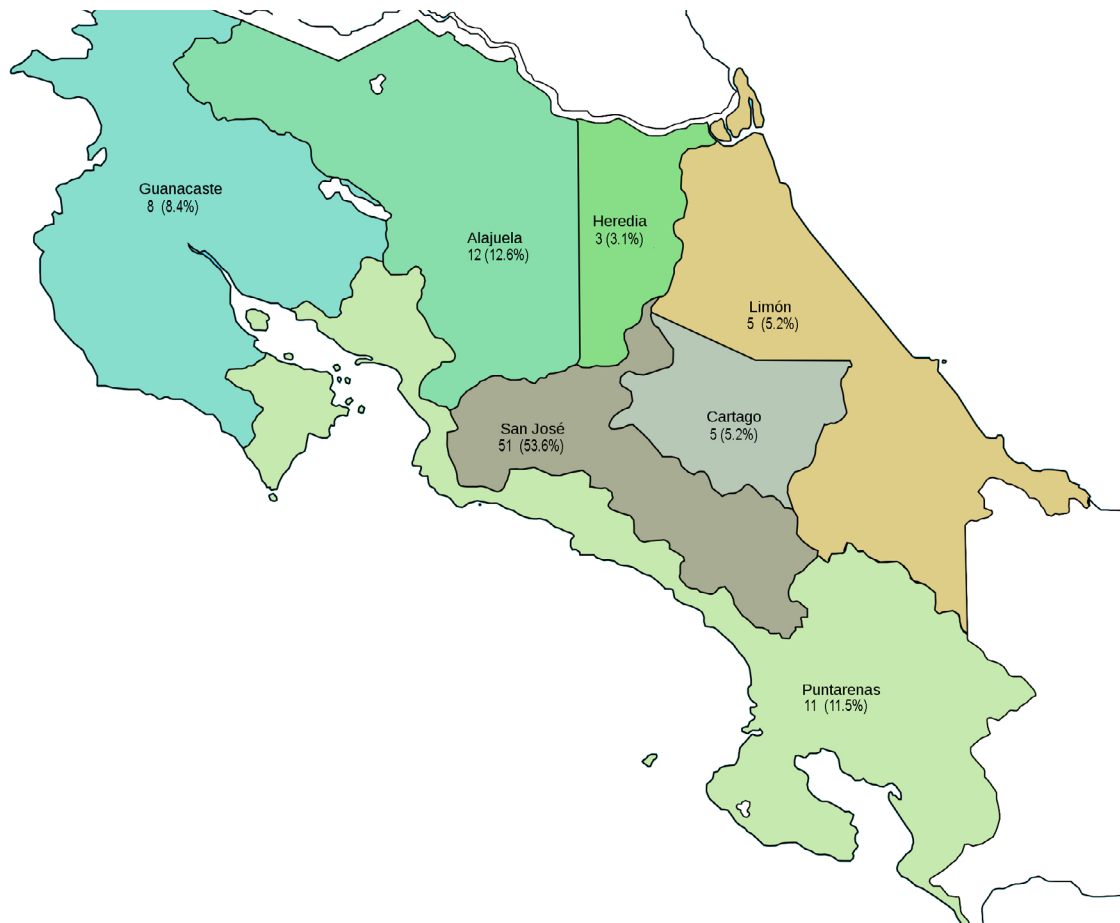 Guanacaste
8 (8.4%)
Alajuela
12 (12.6%)
Heredia
3 (3.1%)
Limón
5 (5.2%)
San José
51 (53.6%)
Cartago
5 (5.2%)
Puntarenas
11 (11.5%)